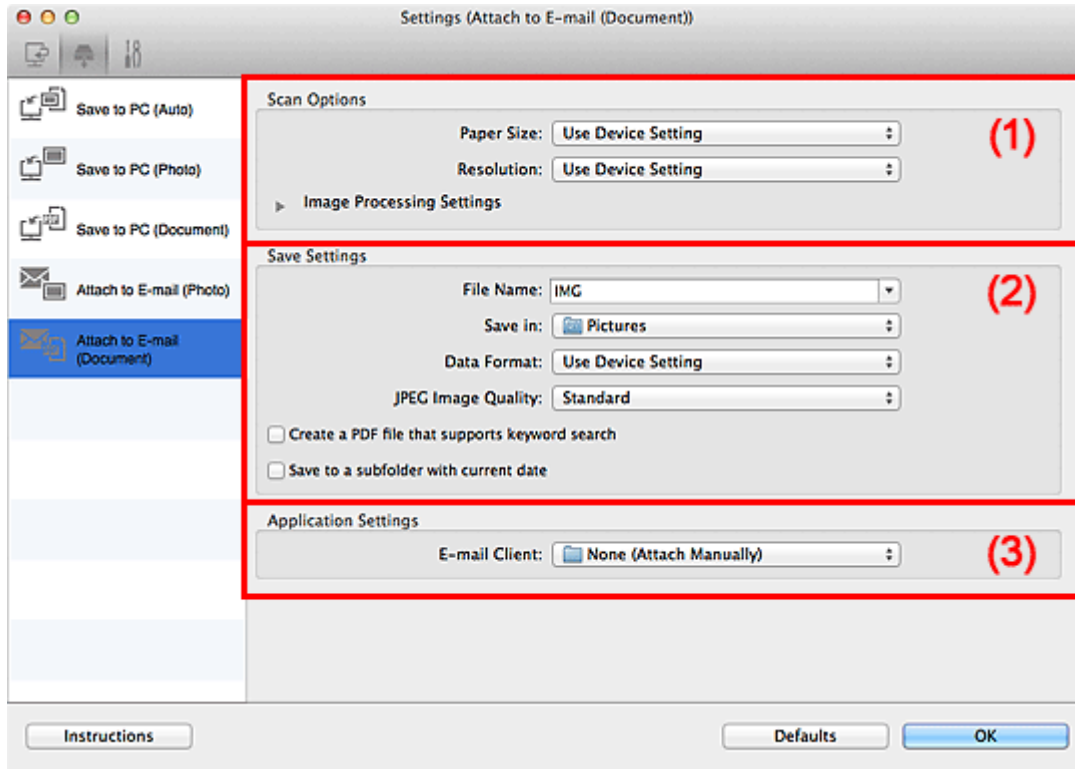 Settings (Attach to E-mail (Document))
Save to PC (Auto)
Save to PC (Photo)
Save to PC (Document)
Attach to E-mail (Photo)
Attach to E-mail
(Document)
Scan Options
(1)
Paper Size: Use Device Setting
Resolution: Use Device Setting
Image Processing Settings
Save Settings
(2)
File Name: IMG
Save in: Pictures
Data Format: Use Device Setting
JPEG Image Quality: Standard
Create a PDF file that supports keyword search
Save to a subfolder with current date
Application Settings
(3)
E-mail Client: None (Attach Manually)
Instructions
Defaults
OK